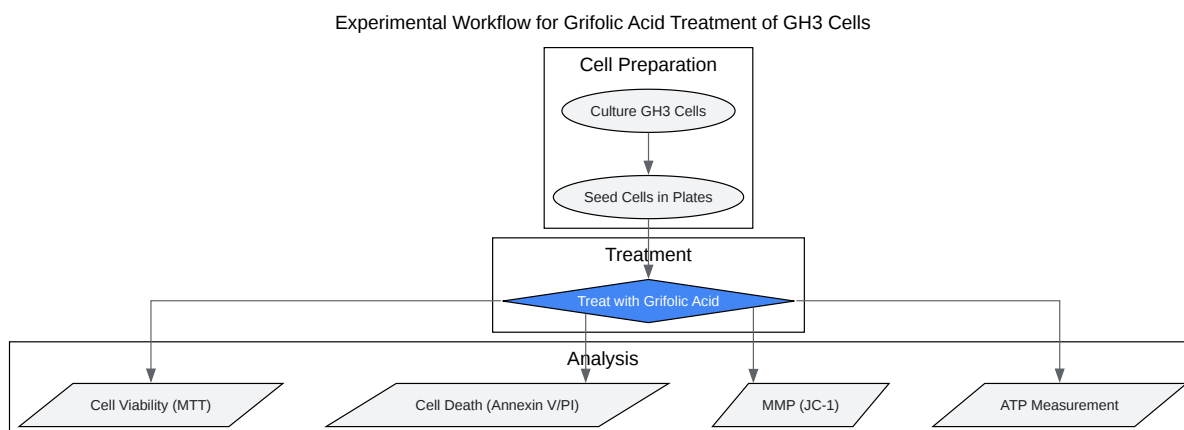 Experimental Workflow for Grifolic Acid Treatment of GH3 Cells
Cell Preparation
Culture GH3 Cells
Seed Cells in Plates
Treatment
Treat with Grifolic Acid
Analysis
Cell Viability (MTT)
Cell Death (Annexin V/PI)
MMP (JC-1)
ATP Measurement